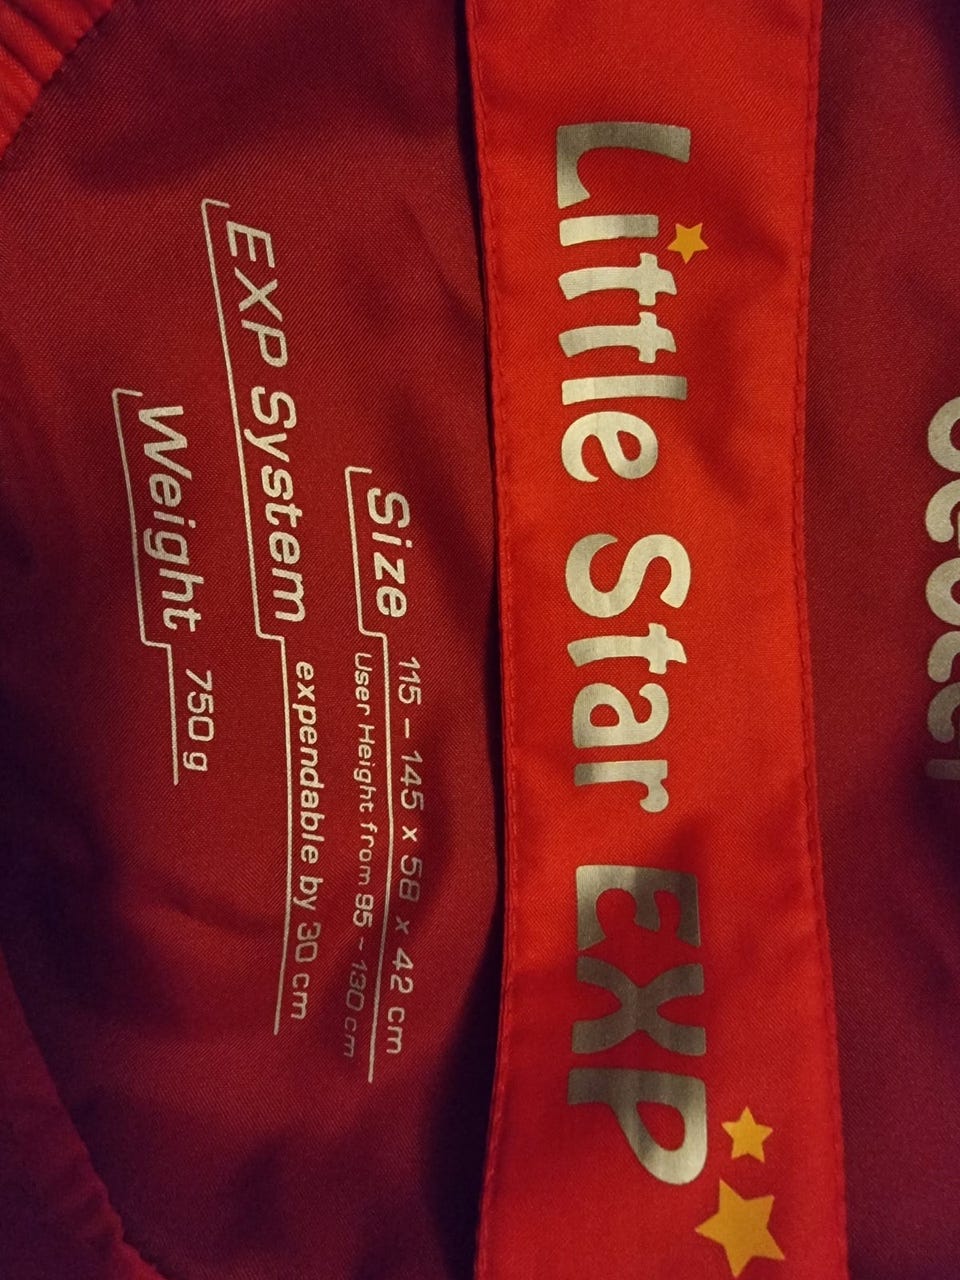 Little Star EXP
Size 115 – 145 x 58 x 42 cm
User Height from 95 – 130 cm
EXP System expendable by 30 cm
Weight 750 g